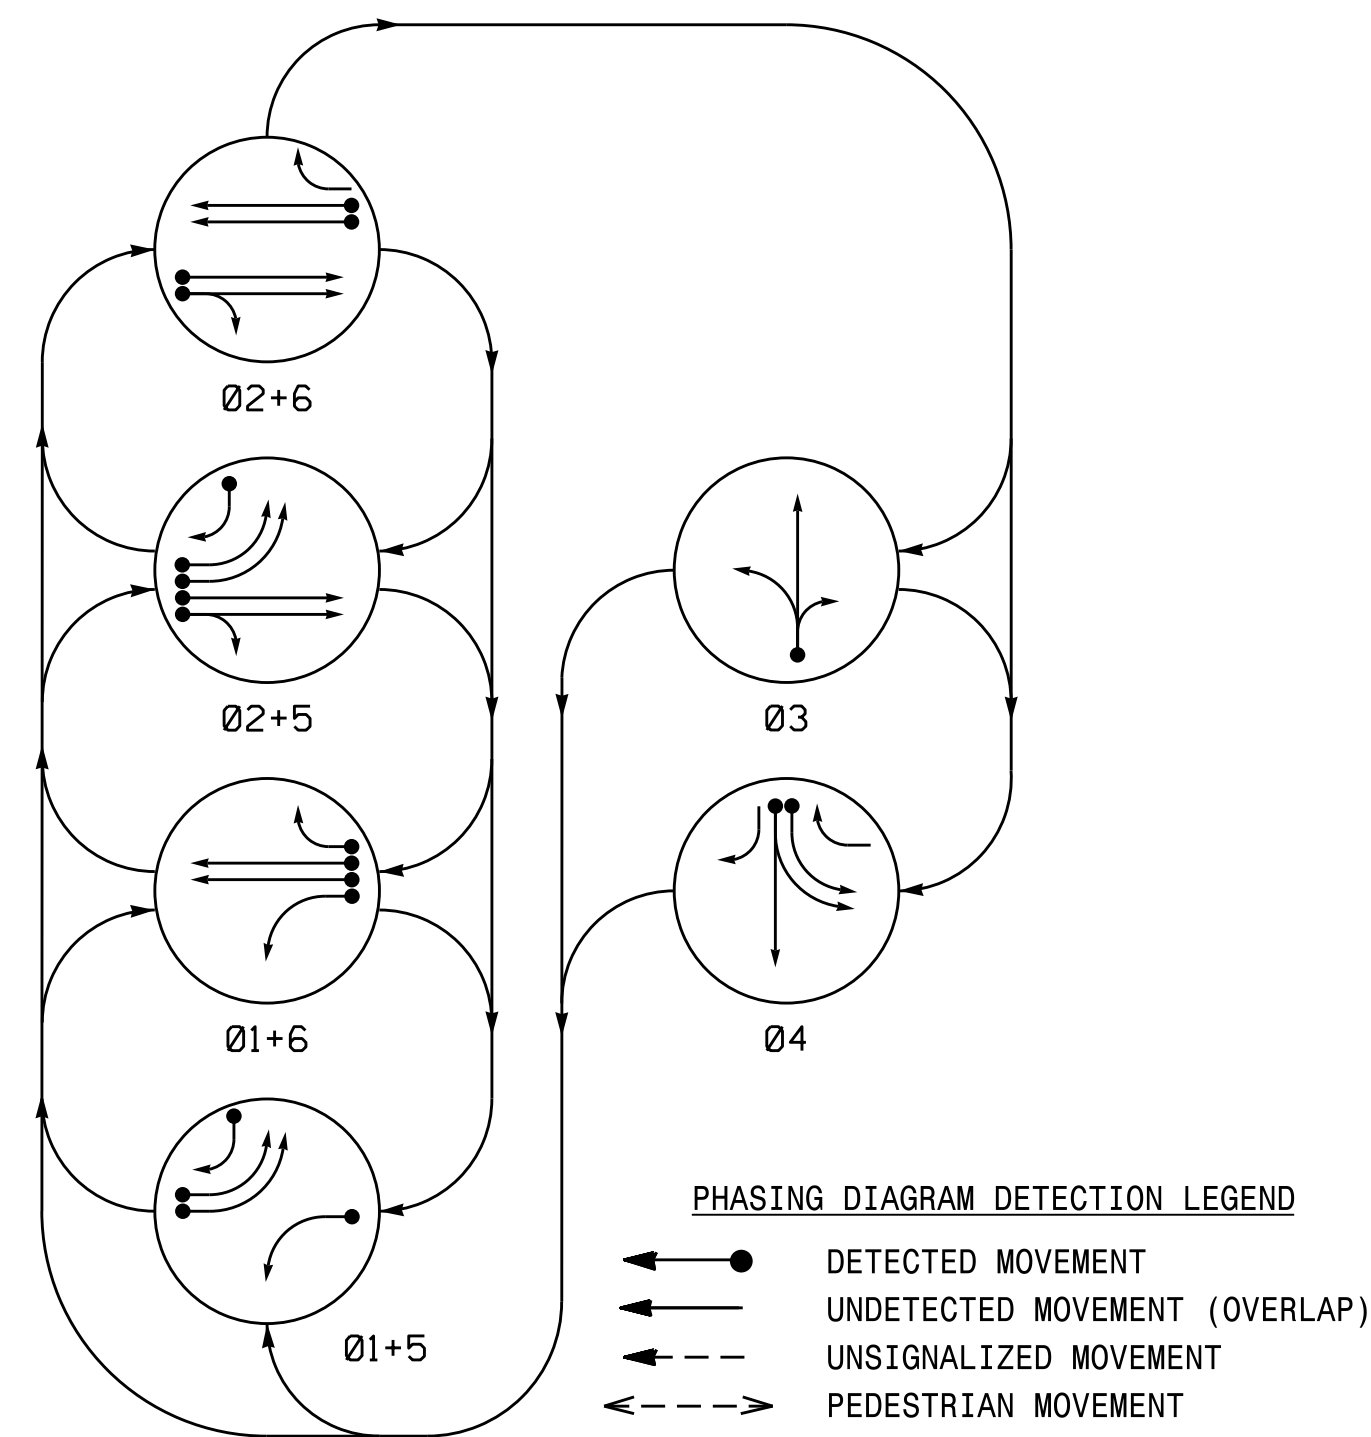 Ø2+6
Ø2+5
Ø3
Ø1+6
Ø4
Ø1+5
PHASING DIAGRAM DETECTION LEGEND
DETECTED MOVEMENT
UNDETECTED MOVEMENT (OVERLAP)
UNSIGNALIZED MOVEMENT
PEDESTRIAN MOVEMENT